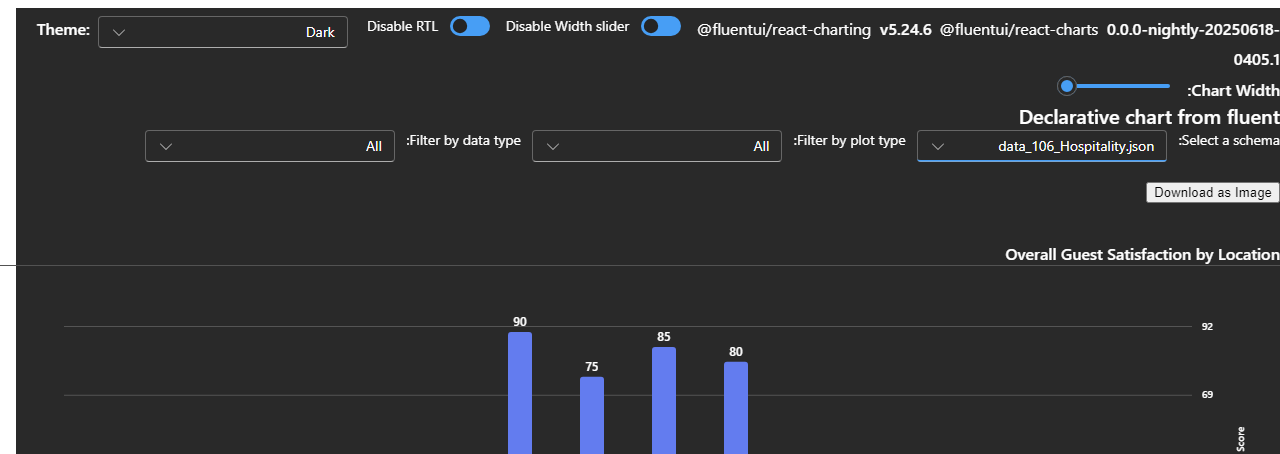 Theme: Dark Disable RTL Disable Width slider @fluentui/react-charting v5.24.6 @fluentui/react-charts 0.0.0-nightly-20250618-
0405.1
:Chart Width
Declarative chart from fluent
:Select a schema data_106_Hospitality.json :Filter by plot type All :Filter by data type All
Download as Image
Overall Guest Satisfaction by Location
90
75
85
80
92
69
Score